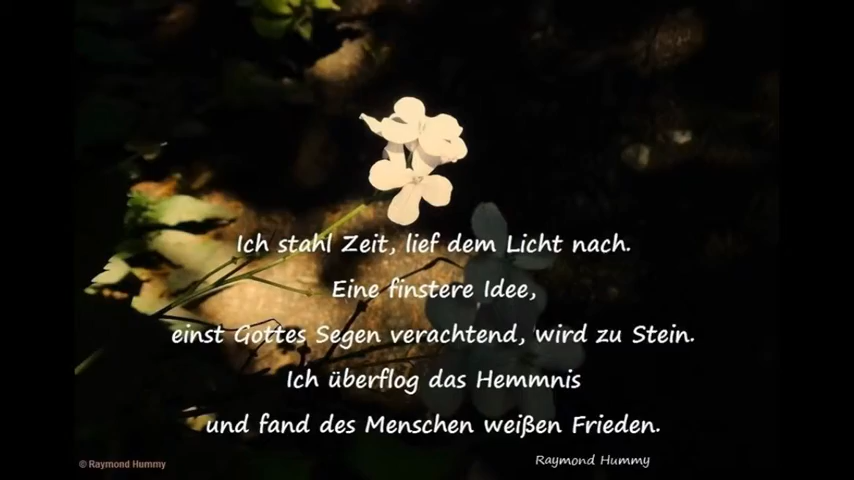 Ich stahl Zeit, lief dem Licht nach.
Eine finstere Idee,
einst Gottes Segen verachtend, wird zu Stein.
Ich überflog das Hemmnis
und fand des Menschen weißen Frieden.
Raymond Hummy
© Raymond Hummy